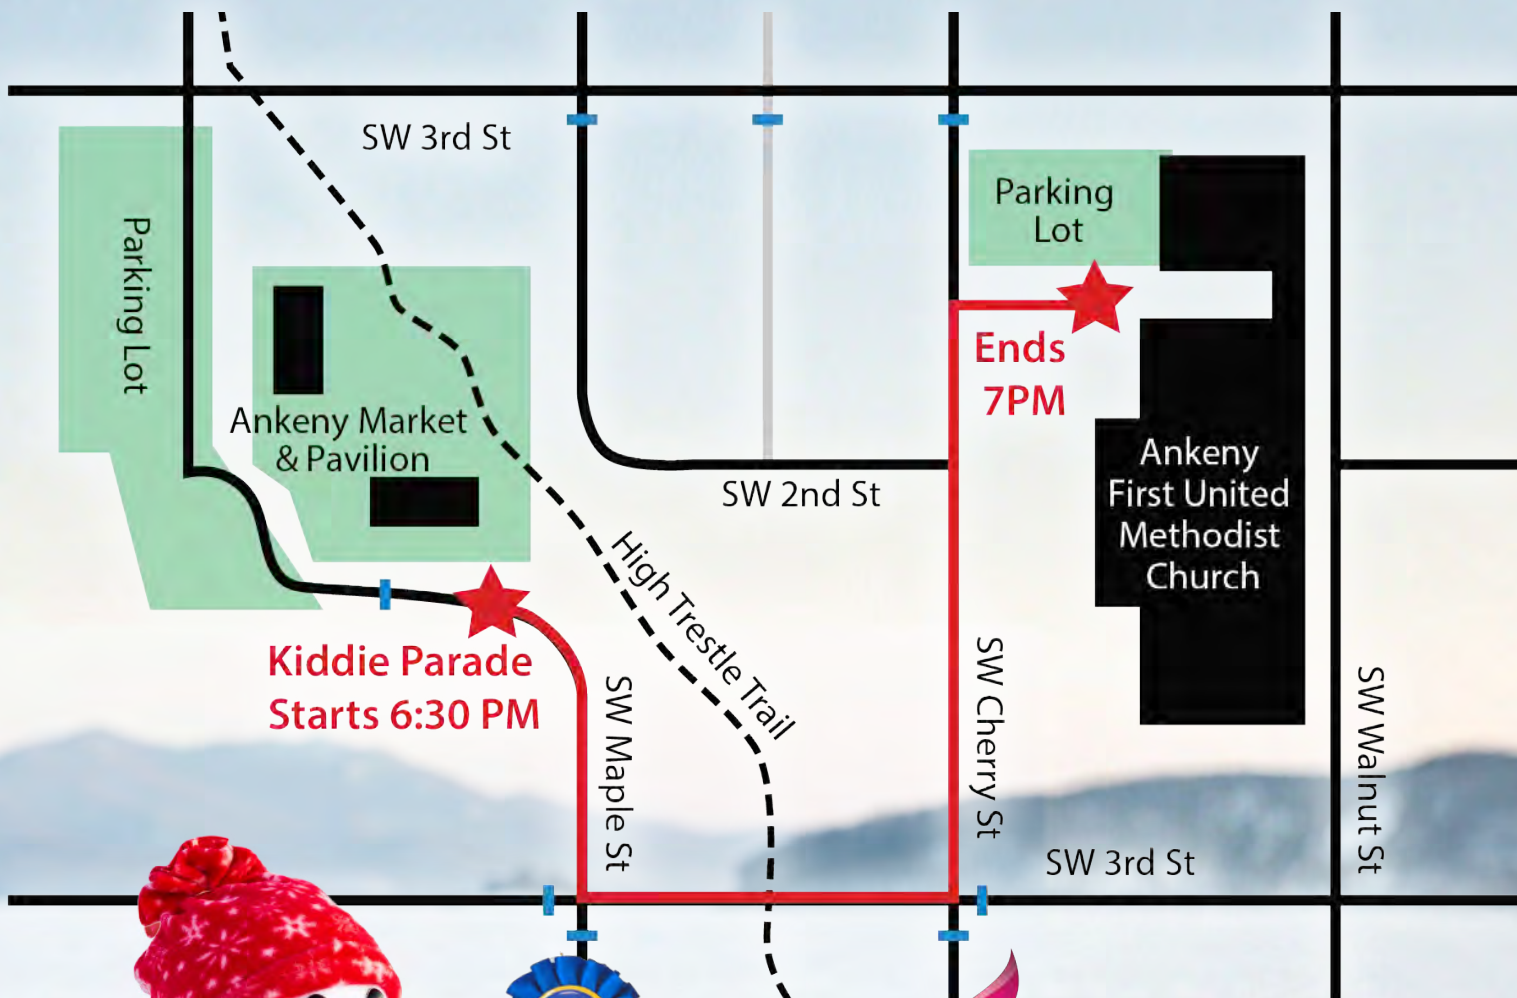 SW 3rd St
Parking
Lot
Parking Lot
Ends
7PM
Ankeny Market
& Pavilion
SW 2nd St
Ankeny
First United
Methodist
Church
High Trestle Trail
Kiddie Parade
Starts 6:30 PM
SW Maple St
SW Cherry St
SW Walnut St
SW 3rd St